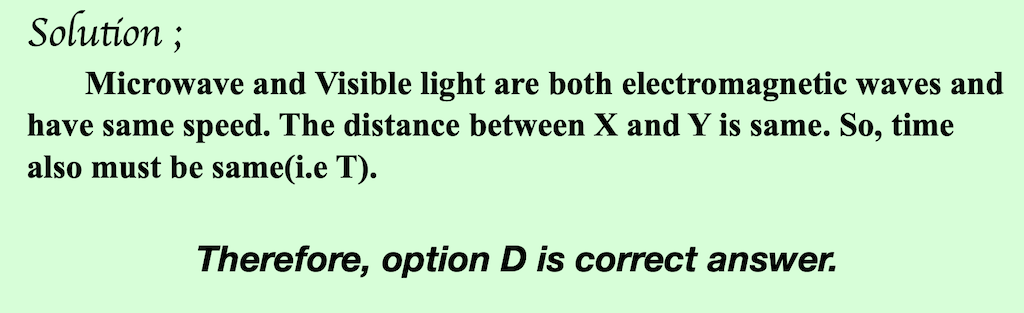 Solution ;
Microwave and Visible light are both electromagnetic waves and
have same speed. The distance between X and Y is same. So, time
also must be same(i.e T).
Therefore, option D is correct answer.